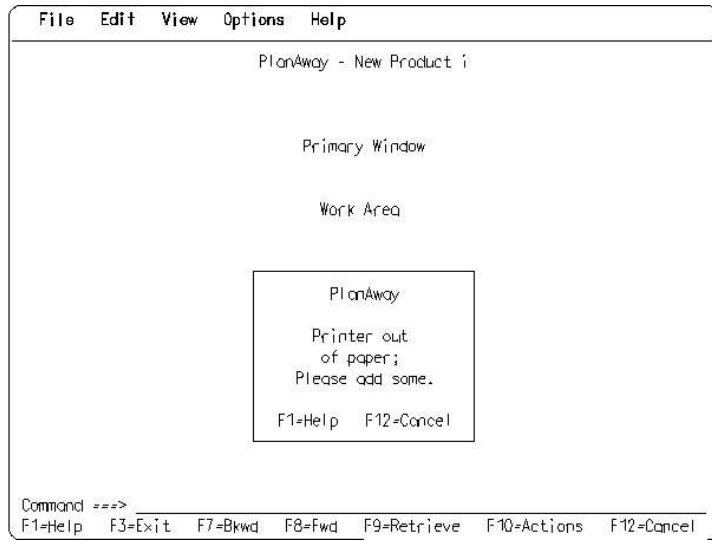 File Edit View Options Help
PlanAway - New Product i
Primary Window
Work Area
PlanAway
Printer out
of paper;
Please add some.
F1=Help F12=Cancel
Command ===>
F1=Help F3=Exit F7=Bkwd F8=Fwd F9=Retrieve F10=Actions F12=Cancel